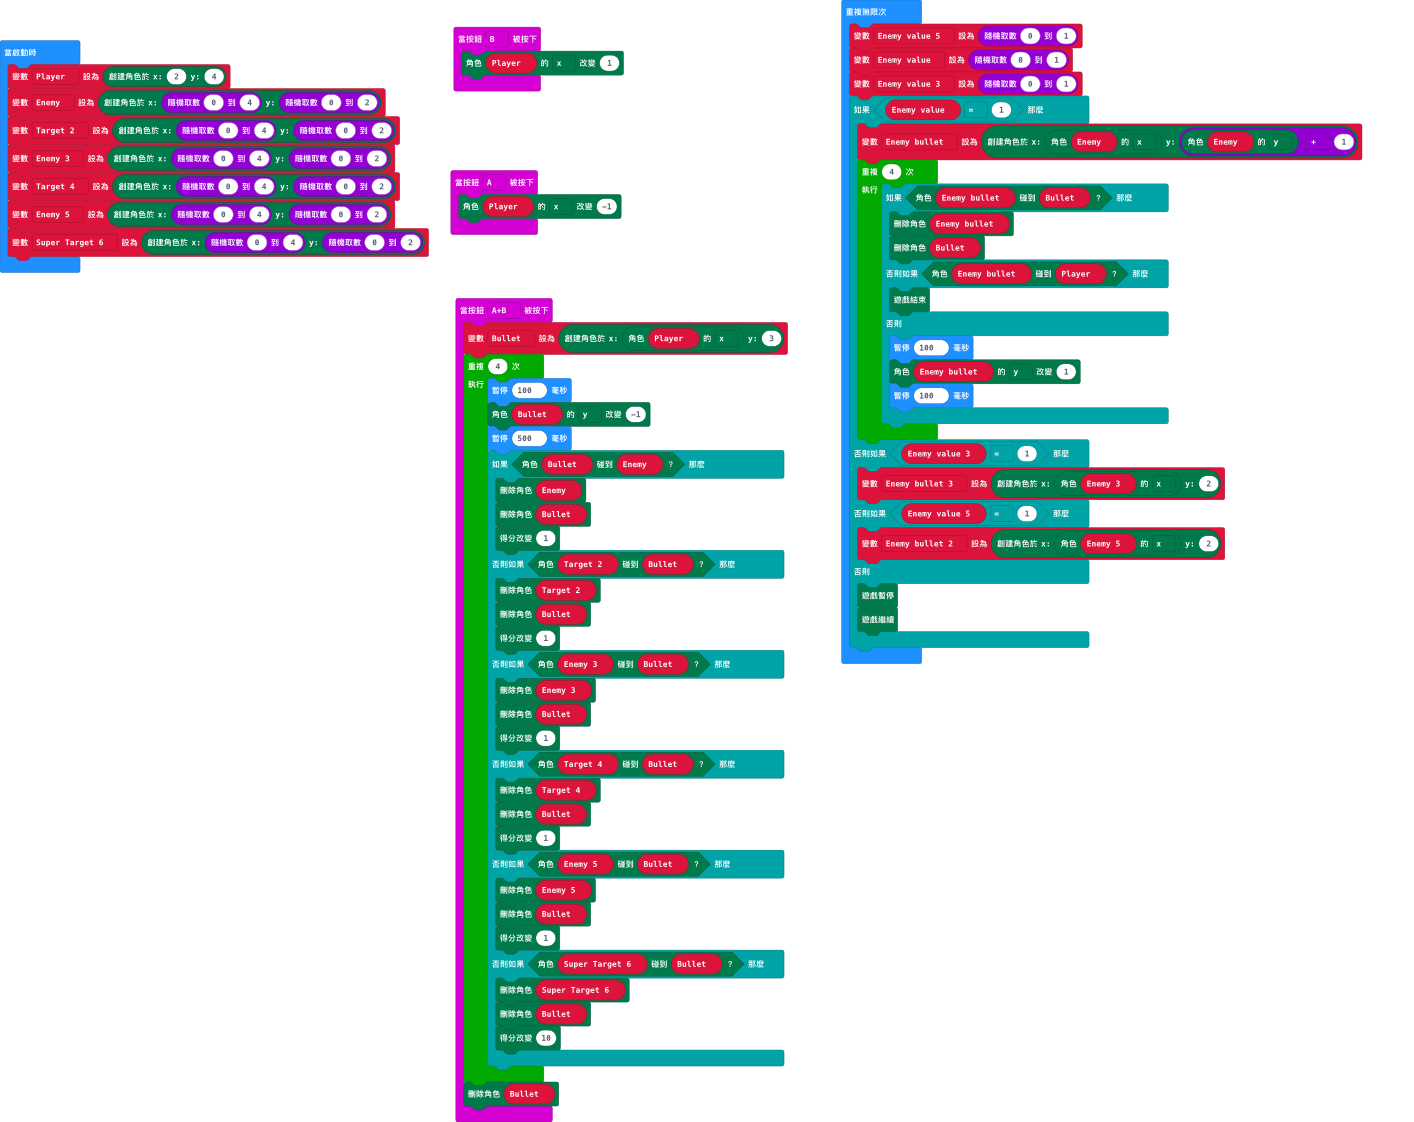 當啟動時
變數 Player 設為 創建角色於 x: 2 y: 4
變數 Enemy 設為 創建角色於 x: 隨機取數 0 到 4 y: 隨機取數 0 到 2
變數 Target 2 設為 創建角色於 x: 隨機取數 0 到 4 y: 隨機取數 0 到 2
變數 Enemy 3 設為 創建角色於 x: 隨機取數 0 到 4 y: 隨機取數 0 到 2
變數 Target 4 設為 創建角色於 x: 隨機取數 0 到 4 y: 隨機取數 0 到 2
變數 Enemy 5 設為 創建角色於 x: 隨機取數 0 到 4 y: 隨機取數 0 到 2
變數 Super Target 6 設為 創建角色於 x: 隨機取數 0 到 4 y: 隨機取數 0 到 2
當按鈕 B 被按下
角色 Player 的 x 改變 1
當按鈕 A 被按下
角色 Player 的 x 改變 −1
當按鈕 A+B 被按下
變數 Bullet 設為 創建角色於 x: 角色 Player 的 x y: 3
重複 4 次
執行 暫停 100 毫秒
角色 Bullet 的 y 改變 −1
暫停 500 毫秒
如果 角色 Bullet 碰到 Enemy ? 那麼
刪除角色 Enemy
刪除角色 Bullet
得分改變 1
否則如果 角色 Target 2 碰到 Bullet ? 那麼
刪除角色 Target 2
刪除角色 Bullet
得分改變 1
否則如果 角色 Enemy 3 碰到 Bullet ? 那麼
刪除角色 Enemy 3
刪除角色 Bullet
得分改變 1
否則如果 角色 Target 4 碰到 Bullet ? 那麼
刪除角色 Target 4
刪除角色 Bullet
得分改變 1
否則如果 角色 Enemy 5 碰到 Bullet ? 那麼
刪除角色 Enemy 5
刪除角色 Bullet
得分改變 1
否則如果 角色 Super Target 6 碰到 Bullet ? 那麼
刪除角色 Super Target 6
刪除角色 Bullet
得分改變 10
刪除角色 Bullet
重複無限次
變數 Enemy value 5 設為 隨機取數 0 到 1
變數 Enemy value 設為 隨機取數 0 到 1
變數 Enemy value 3 設為 隨機取數 0 到 1
如果 Enemy value = 1 那麼
變數 Enemy bullet 設為 創建角色於 x: 角色 Enemy 的 x y: 角色 Enemy 的 y + 1
重複 4 次
執行 如果 角色 Enemy bullet 碰到 Bullet ? 那麼
刪除角色 Enemy bullet
刪除角色 Bullet
否則如果 角色 Enemy bullet 碰到 Player ? 那麼
遊戲結束
否則
暫停 100 毫秒
角色 Enemy bullet 的 y 改變 1
暫停 100 毫秒
否則如果 Enemy value 3 = 1 那麼
變數 Enemy bullet 3 設為 創建角色於 x: 角色 Enemy 3 的 x y: 2
否則如果 Enemy value 5 = 1 那麼
變數 Enemy bullet 2 設為 創建角色於 x: 角色 Enemy 5 的 x y: 2
否則
遊戲暫停
遊戲繼續